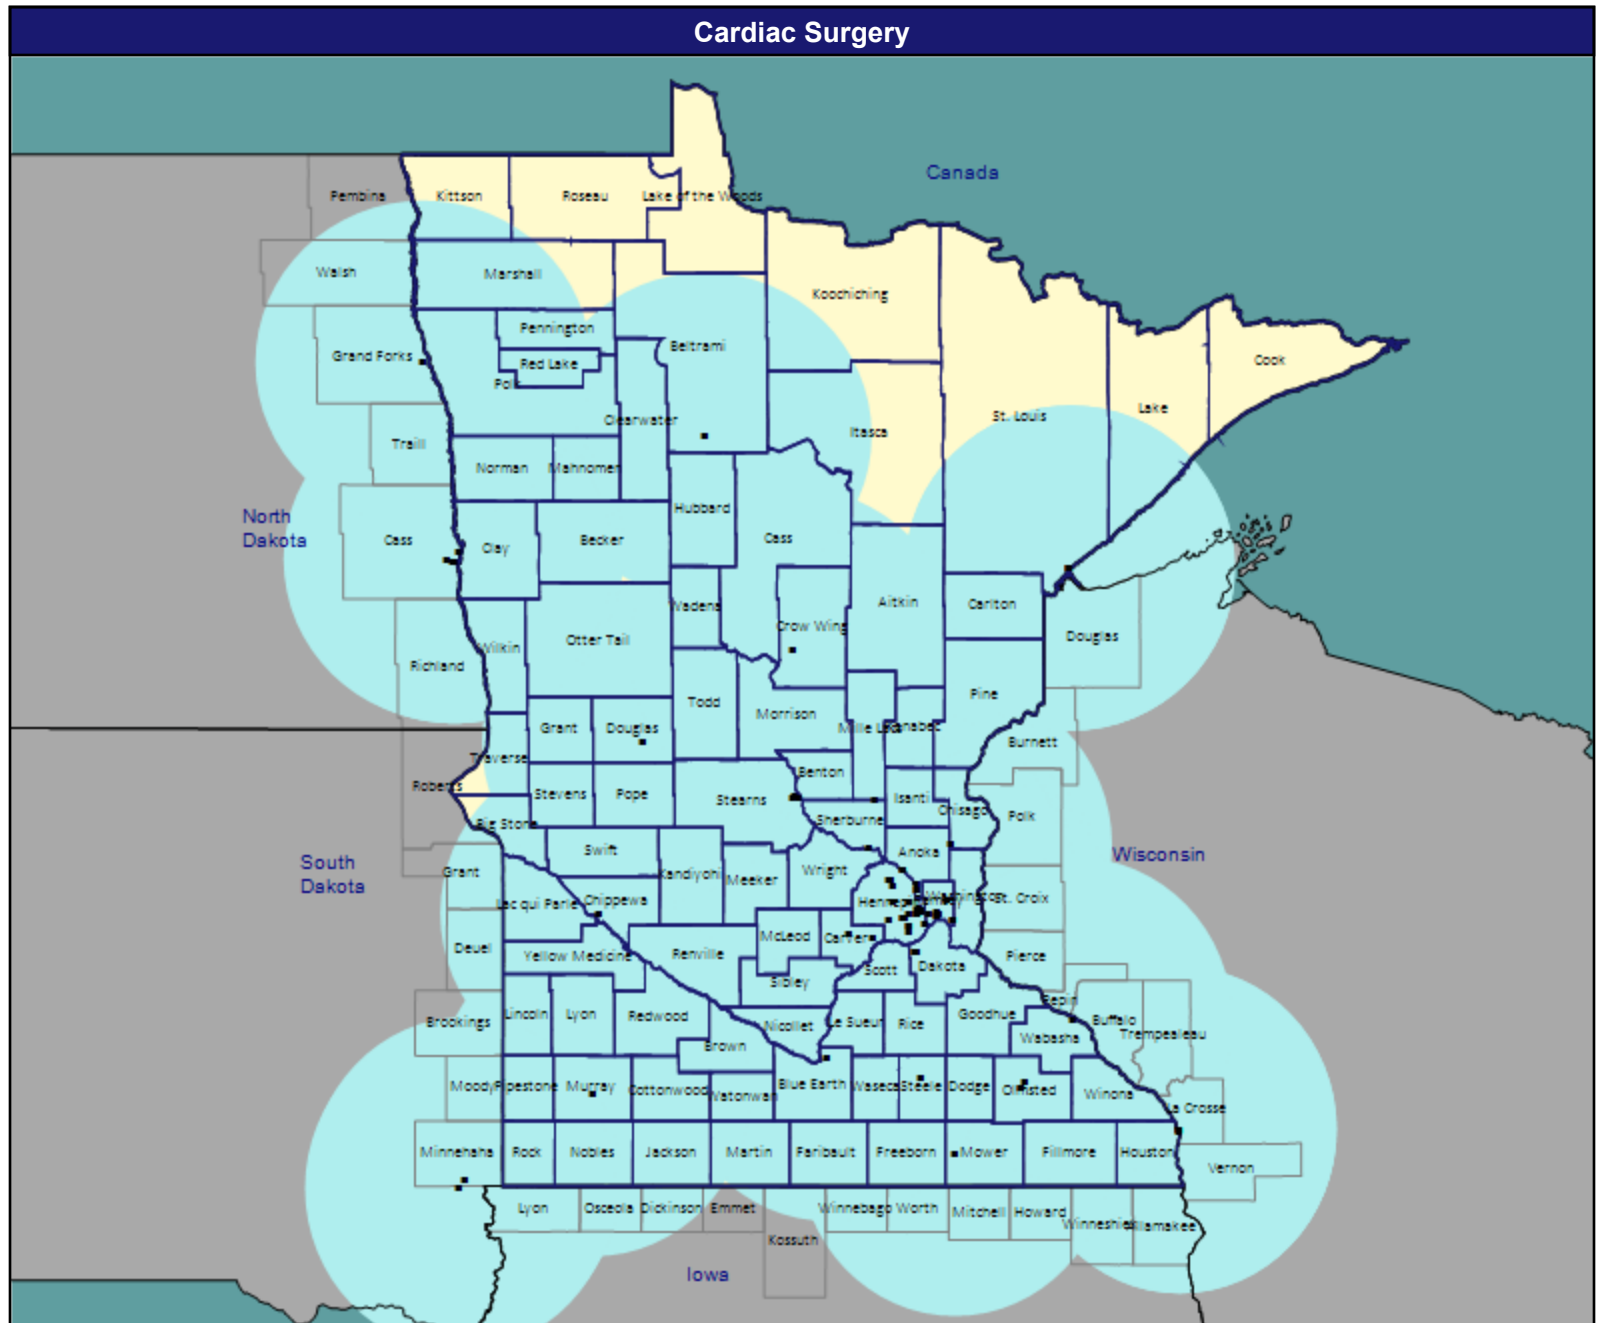 Cardiac Surgery
Canada
Pembina
Kittson
Roseau
Lake of the Woods
Walsh
Marshall
Koochiching
Pennington
Grand Forks
Red Lake
Beltrami
Cook
Polk
Clearwater
St. Louis
Lake
Itasca
Traill
Norman
Mahnomen
Hubbard
North
Dakota
Cass
Clay
Becker
Cass
Wadena
Aitkin
Carlton
Crow Wing
Otter Tail
Wilkin
Douglas
Richland
Todd
Morrison
Pine
Grant
Douglas
Mille Lacs
Kanabec
Burnett
Traverse
Roberts
Benton
Stevens
Pope
Stearns
Isanti
Chisago
Polk
Big Stone
Sherburne
Swift
Anoka
Wisconsin
South
Dakota
Grant
Kandiyohi
Meeker
Wright
Lac qui Parle
Chippewa
Hennepin
Washington
St. Croix
McLeod
Carver
Deuel
Yellow Medicine
Renville
Scott
Dakota
Pierce
Sibley
Pepin
Brookings
Lincoln
Lyon
Redwood
Nicollet
Le Sueur
Rice
Goodhue
Wabasha
Buffalo
Trempealeau
Brown
Moody
Pipestone
Murray
Cottonwood
Watonwan
Blue Earth
Waseca
Steele
Dodge
Olmsted
Winona
La Crosse
Minnehaha
Rock
Nobles
Jackson
Martin
Faribault
Freeborn
Mower
Fillmore
Houston
Vernon
Lyon
Osceola
Dickinson
Emmet
Kossuth
Winnebago
Worth
Mitchell
Howard
Winneshiek
Allamakee
Iowa